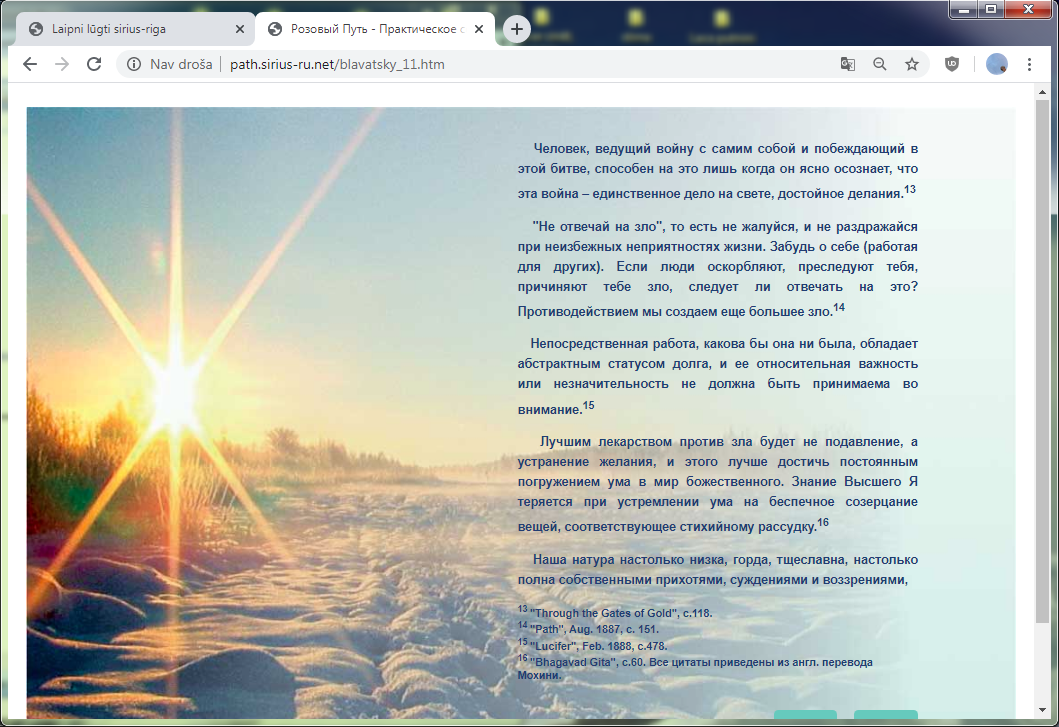 Laipni lūgti sirius-riga
Розовый Путь - Практическое с
Nav droša
path.sirius-ru.net/blavatsky_11.htm
Человек, ведущий войну с самим собой и побеждающий в
этой битве, способен на это лишь когда он ясно осознает, что
эта война – единственное дело на свете, достойное делания.13
"Не отвечай на зло", то есть не жалуйся, и не раздражайся
при неизбежных неприятностях жизни. Забудь о себе (работая
для других). Если люди оскорбляют, преследуют тебя,
причиняют тебе зло, следует ли отвечать на это?
Противодействием мы создаем еще большее зло.14
Непосредственная работа, какова бы она ни была, обладает
абстрактным статусом долга, и ее относительная важность
или незначительность не должна быть принимаема во
внимание.15
Лучшим лекарством против зла будет не подавление, а
устранение желания, и этого лучше достичь постоянным
погружением ума в мир божественного. Знание Высшего Я
теряется при устремлении ума на беспечное созерцание
вещей, соответствующее стихийному рассудку.16
Наша натура настолько низка, горда, тщеславна, настолько
полна собственными прихотями, суждениями и воззрениями,
13 "Through the Gates of Gold", с.118.
14 "Path", Aug. 1887, с. 151.
15 "Lucifer", Feb. 1888, с.478.
16 "Bhagavad Gita", с.60. Все цитаты приведены из англ. перевода
Мохини.